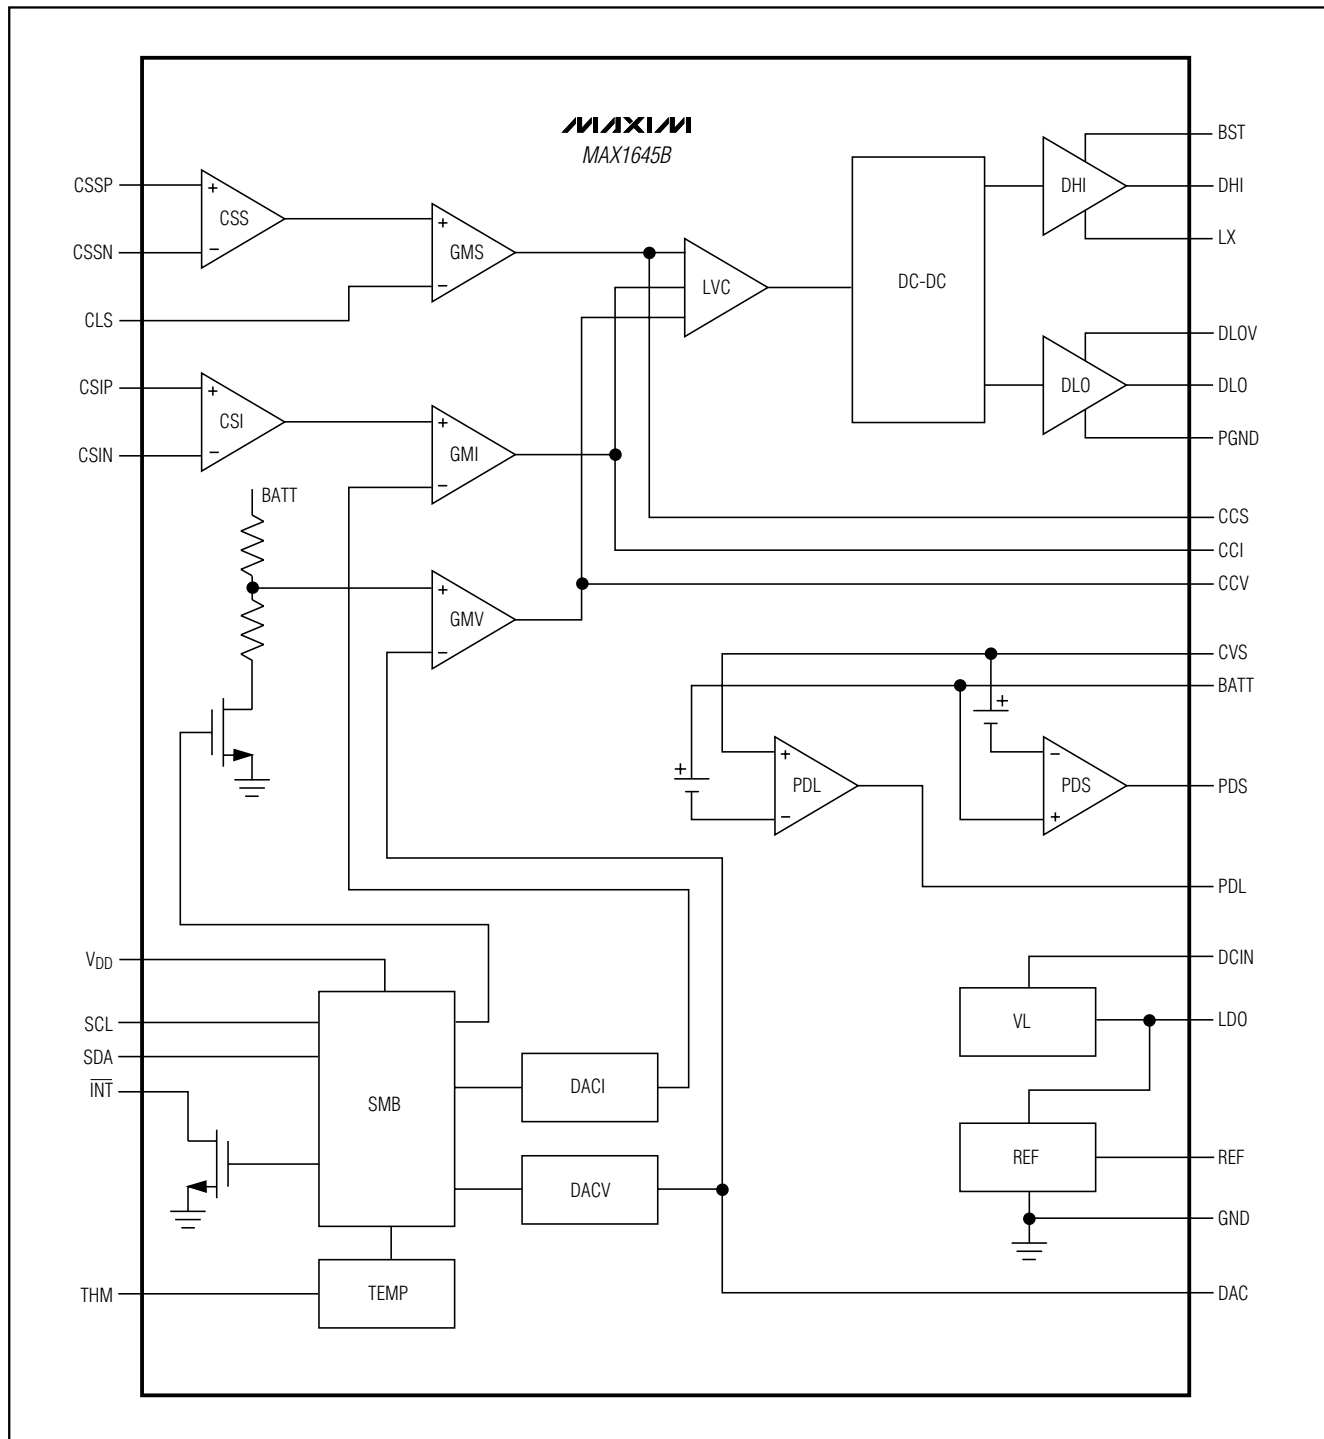 MAXIM
MAX1645B
CSSP
CSSN
CLS
CSIP
CSIN
+
CSS
−
+
GMS
−
+
CSI
−
+
GMI
−
BATT
+
GMV
−
LVC
DC-DC
DHI
DLO
BST
DHI
LX
DLOV
DLO
PGND
CCS
CCI
CCV
CVS
BATT
+
+
+
PDL
−
−
PDS
+
PDS
PDL
VDD
SCL
SDA
INT
THM
SMB
DACI
DACV
TEMP
VL
REF
DCIN
LDO
REF
GND
DAC